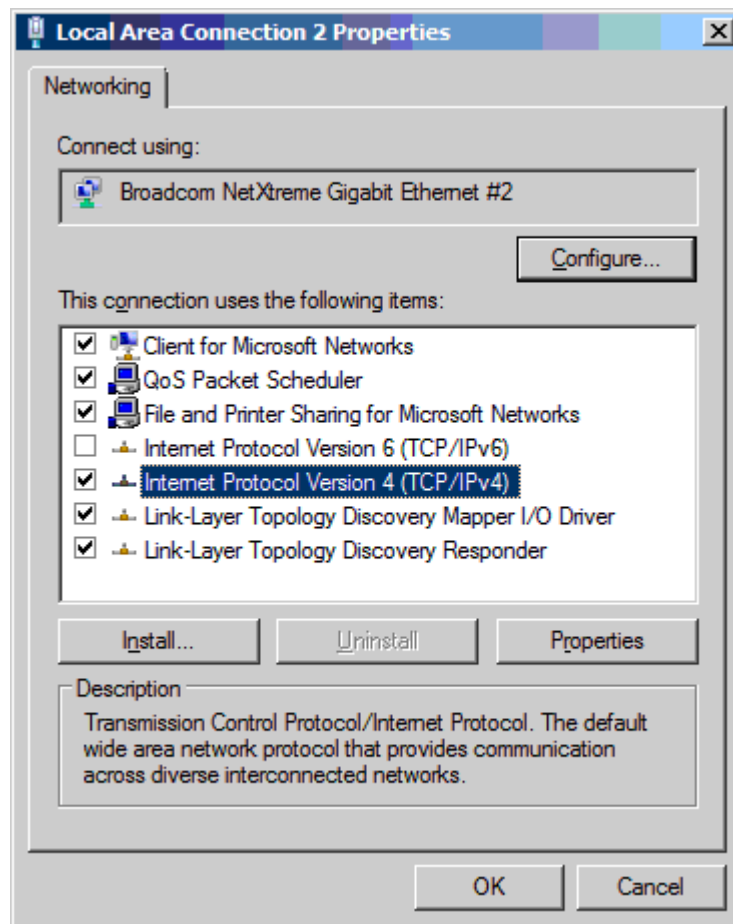 Local Area Connection 2 Properties
Networking
Connect using:
Broadcom NetXtreme Gigabit Ethernet #2
Configure...
This connection uses the following items:
Client for Microsoft Networks
QoS Packet Scheduler
File and Printer Sharing for Microsoft Networks
Internet Protocol Version 6 (TCP/IPv6)
Internet Protocol Version 4 (TCP/IPv4)
Link-Layer Topology Discovery Mapper I/O Driver
Link-Layer Topology Discovery Responder
Install... Uninstall Properties
Description
Transmission Control Protocol/Internet Protocol. The default
wide area network protocol that provides communication
across diverse interconnected networks.
OK Cancel